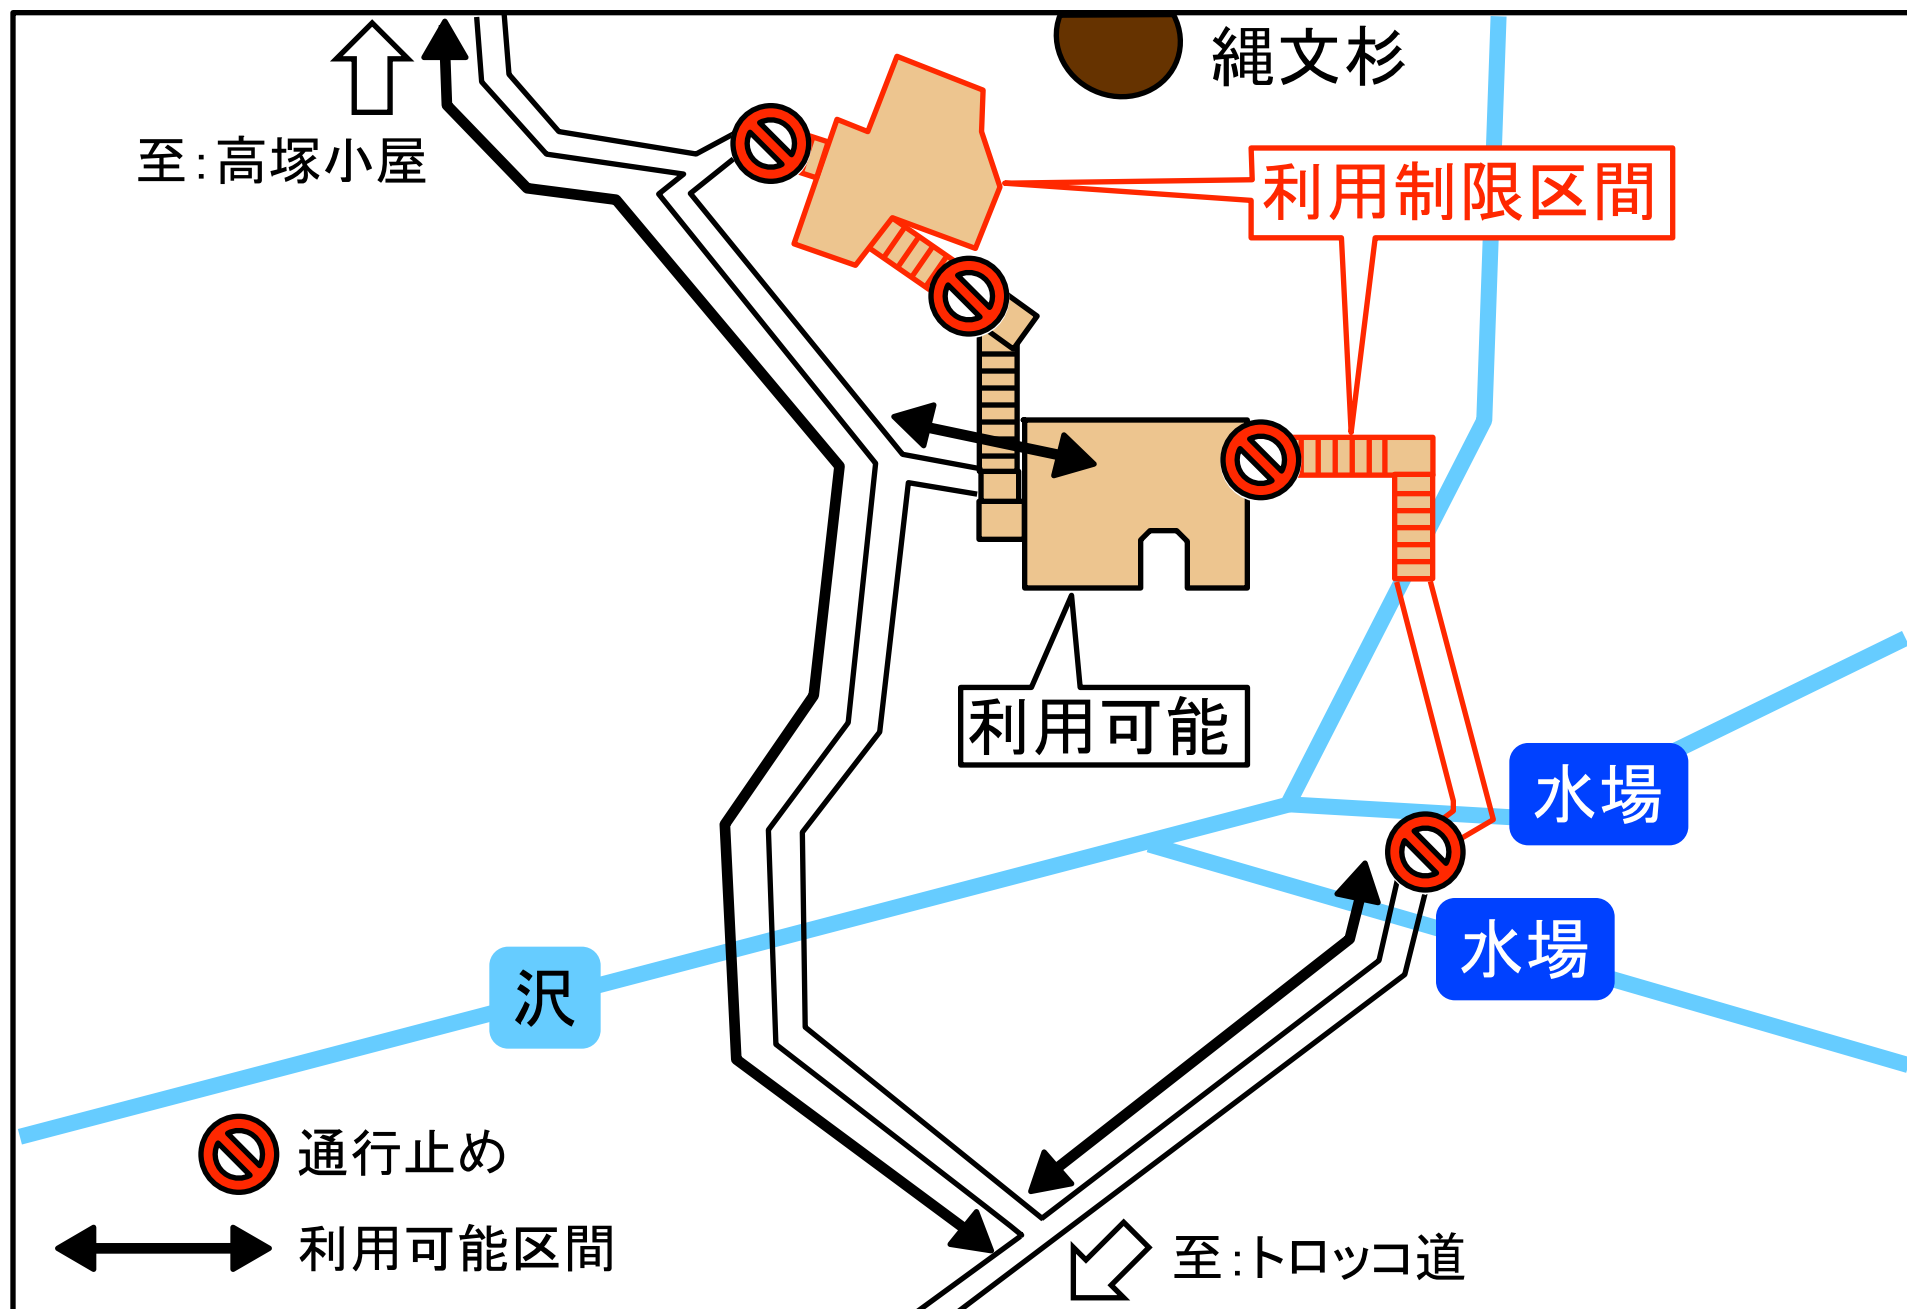 縄文杉
至:高塚小屋
利用制限区間
利用可能
水場
水場
沢
通行止め
利用可能区間
至:トロッコ道